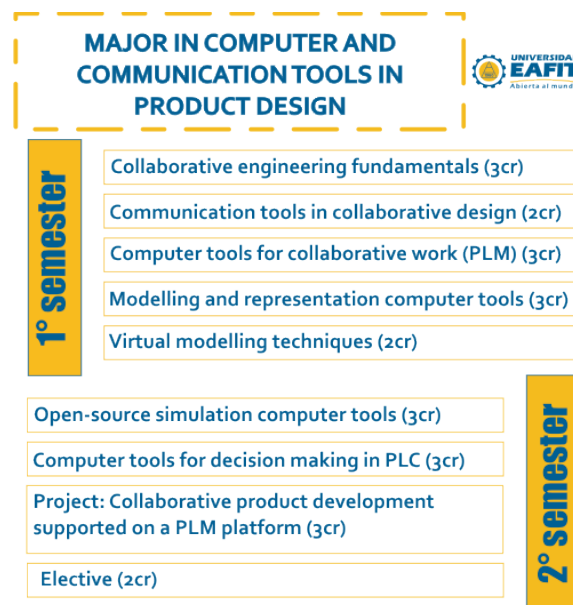 MAJOR IN COMPUTER AND
COMMUNICATION TOOLS IN
PRODUCT DESIGN
UNIVERSIDA
EAFIT
Abierta al mund
1° semester
Collaborative engineering fundamentals (3cr)
Communication tools in collaborative design (2cr)
Computer tools for collaborative work (PLM) (3cr)
Modelling and representation computer tools (3cr)
Virtual modelling techniques (2cr)
2° semester
Open-source simulation computer tools (3cr)
Computer tools for decision making in PLC (3cr)
Project: Collaborative product development
supported on a PLM platform (3cr)
Elective (2cr)